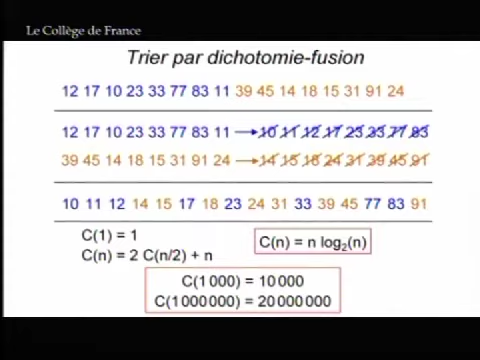 Le Collège de France
Trier par dichotomie-fusion
12 17 10 23 33 77 83 11 39 45 14 18 15 31 91 24
12 17 10 23 33 77 83 11 → 10 11 12 17 23 33 77 83
39 45 14 18 15 31 91 24 → 14 15 18 24 31 39 45 91
10 11 12 14 15 17 18 23 24 31 33 39 45 77 83 91
C(1) = 1
C(n) = 2 C(n/2) + n
C(n) = n log₂(n)
C(1 000) = 10 000
C(1 000 000) = 20 000 000